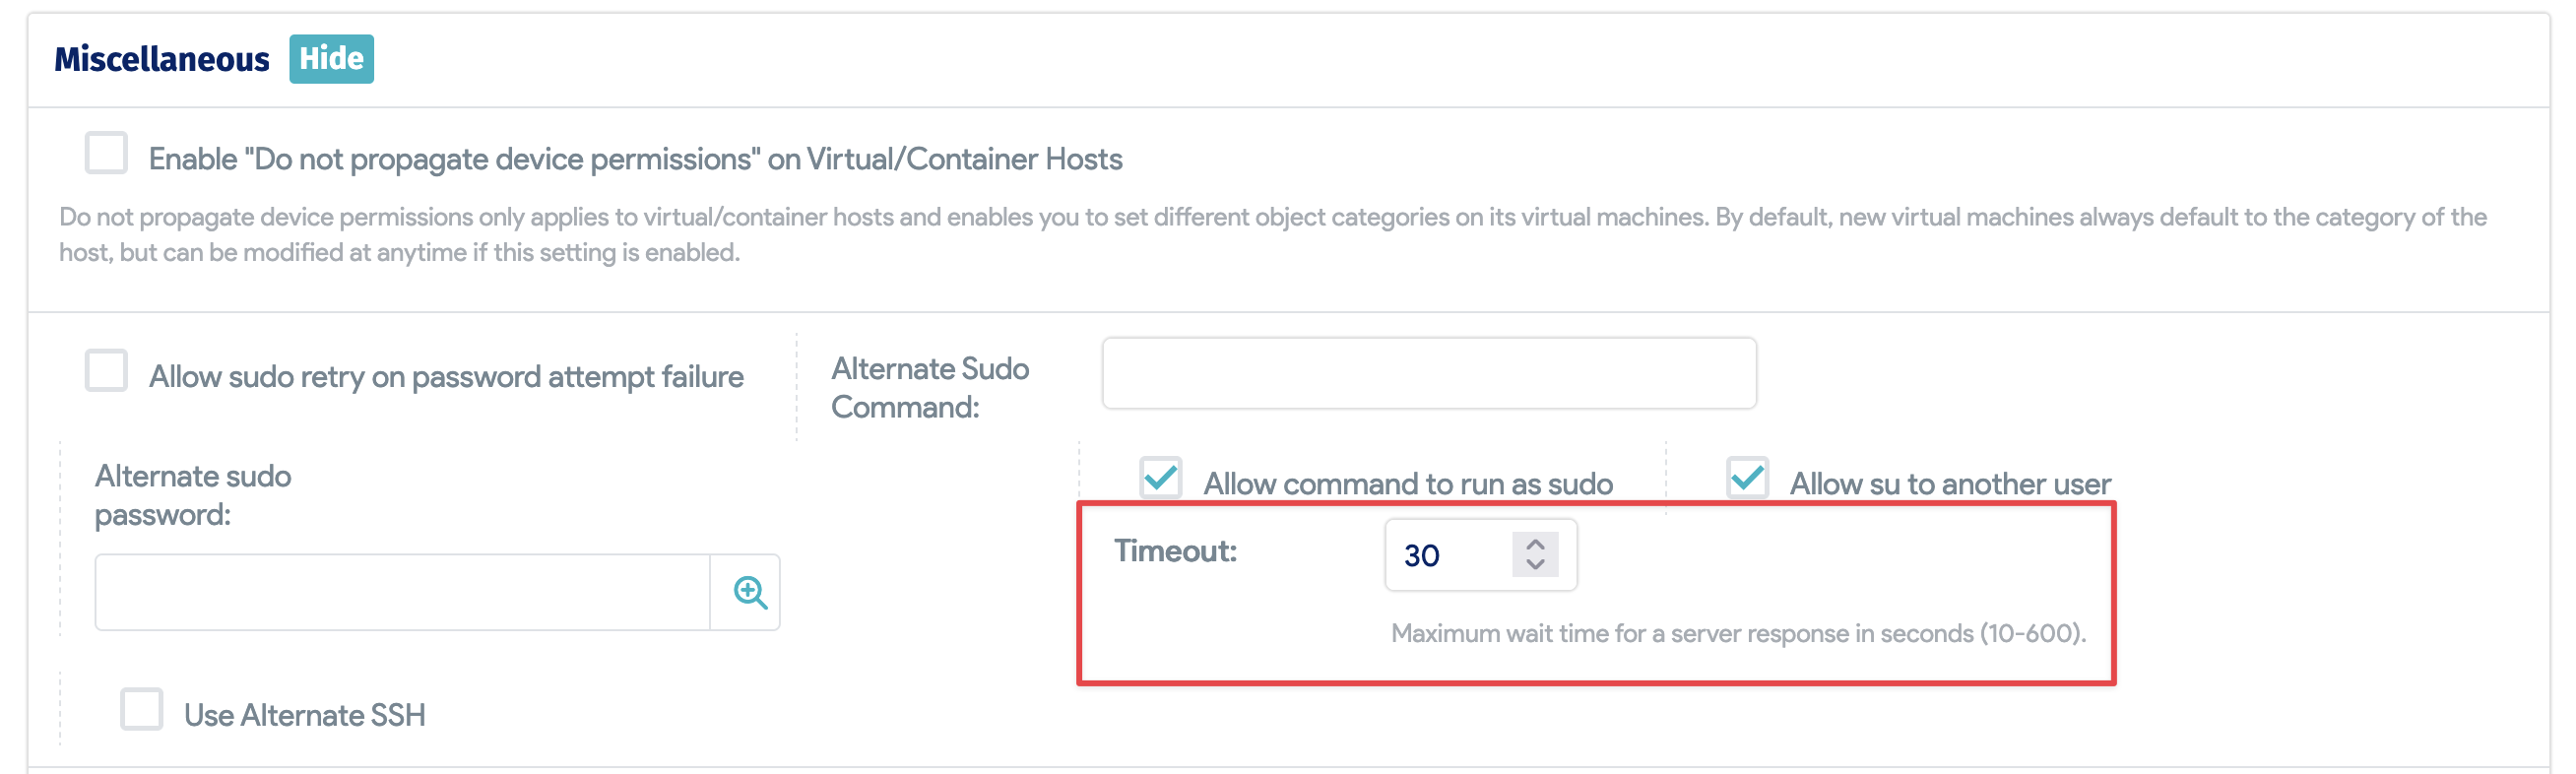 Miscellaneous Hide
Enable "Do not propagate device permissions" on Virtual/Container Hosts
Do not propagate device permissions only applies to virtual/container hosts and enables you to set different object categories on its virtual machines. By default, new virtual machines always default to the category of the
host, but can be modified at anytime if this setting is enabled.
Allow sudo retry on password attempt failure
Alternate Sudo
Command:
Alternate sudo
password:
Allow command to run as sudo
Allow su to another user
Timeout:
30
Maximum wait time for a server response in seconds (10-600).
Use Alternate SSH